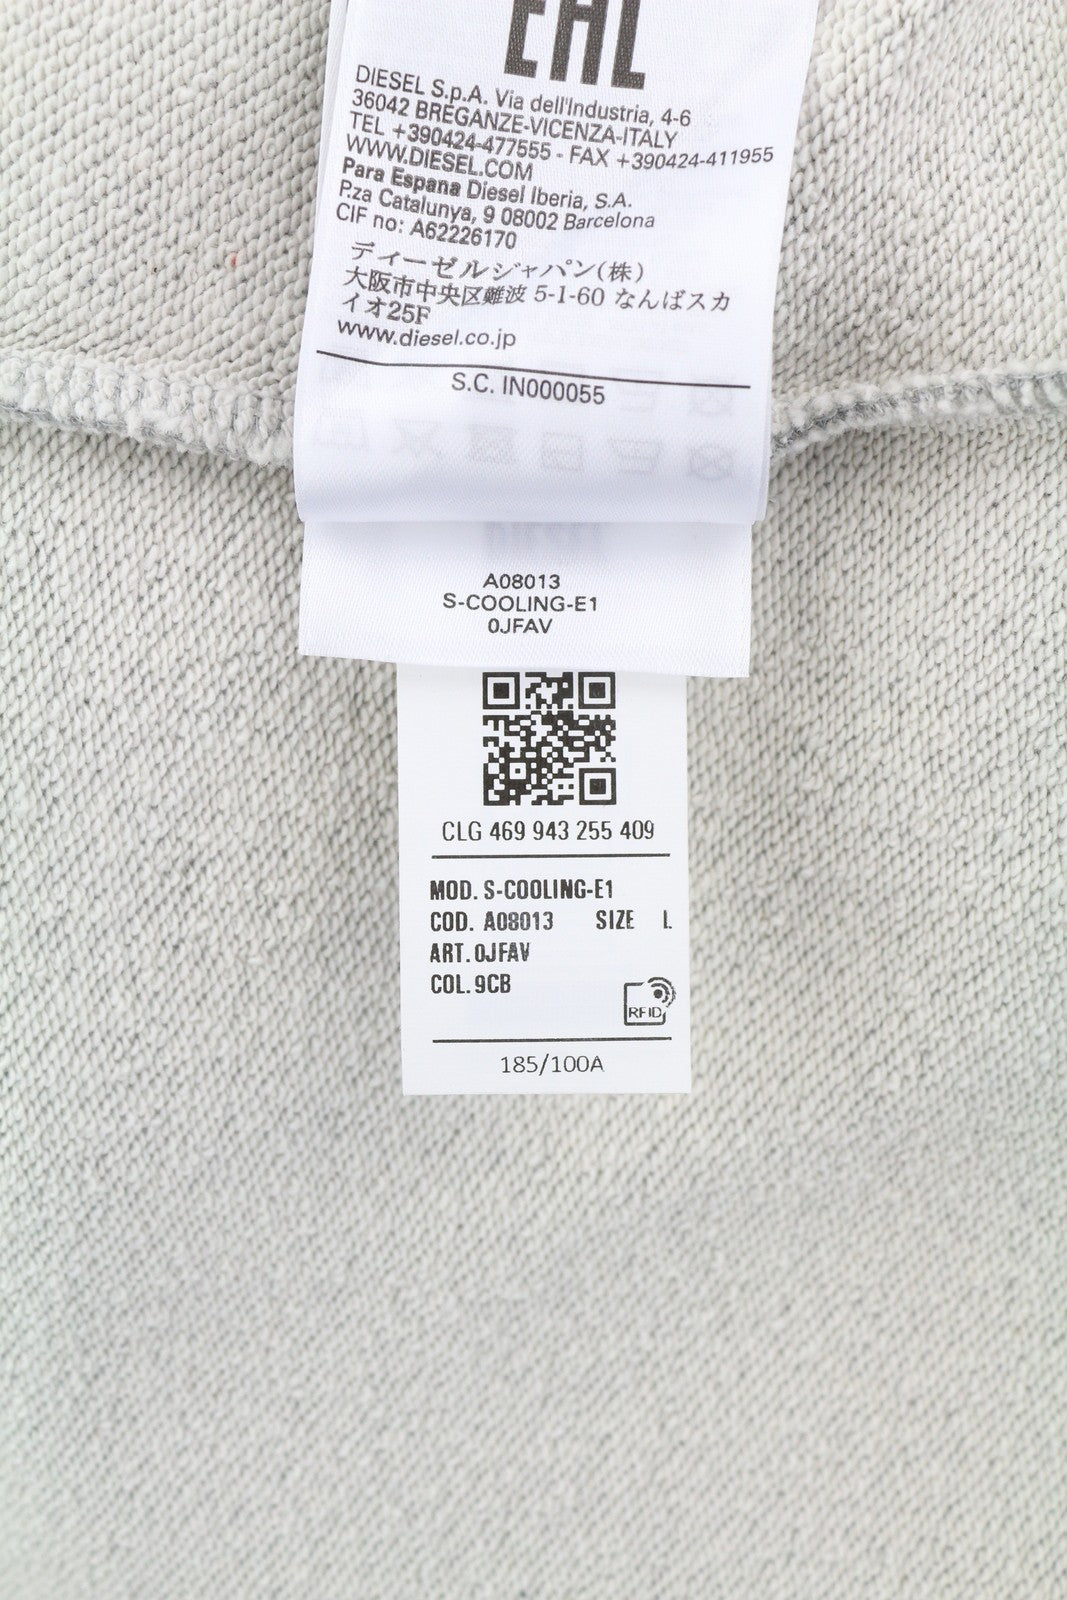 EAC
DIESEL S.p.A. Via dell'Industria, 4-6
36042 BREGANZE-VICENZA-ITALY
TEL +390424-477555 - FAX +390424-411955
WWW.DIESEL.COM
Para Espana Diesel Iberia, S.A.
P.za Catalunya, 9 08002 Barcelona
CIF no: A62226170
ディーゼルジャパン(株)
大阪市中央区難波 5-1-60 なんばスカ
イオ25F
www.diesel.co.jp
S.C. IN000055
A08013
S-COOLING-E1
0JFAV
CLG 469 943 255 409
MOD. S-COOLING-E1
COD. A08013 SIZE L
ART. 0JFAV
COL. 9CB
RFID
185/100A